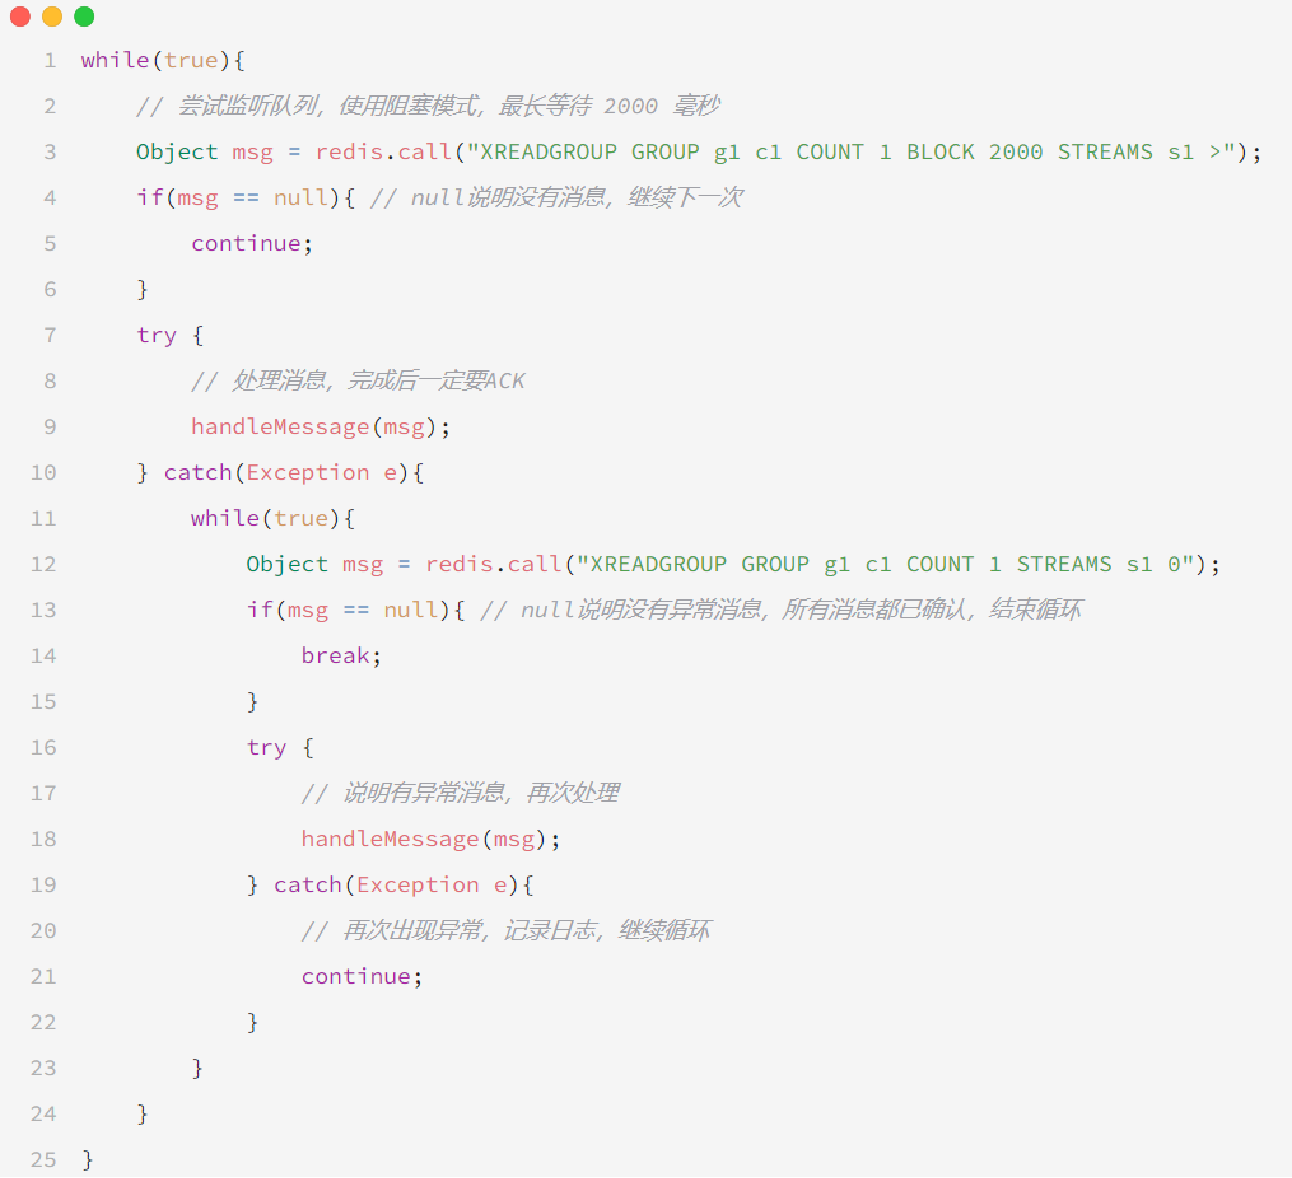 1 while(true){
2 // 尝试监听队列，使用阻塞模式，最长等待 2000 毫秒
3 Object msg = redis.call("XREADGROUP GROUP g1 c1 COUNT 1 BLOCK 2000 STREAMS s1 >");
4 if(msg == null){ // null说明没有消息，继续下一次
5 continue;
6 }
7 try {
8 // 处理消息，完成后一定要ACK
9 handleMessage(msg);
10 } catch(Exception e){
11 while(true){
12 Object msg = redis.call("XREADGROUP GROUP g1 c1 COUNT 1 STREAMS s1 0");
13 if(msg == null){ // null说明没有异常消息，所有消息都已确认，结束循环
14 break;
15 }
16 try {
17 // 说明有异常消息，再次处理
18 handleMessage(msg);
19 } catch(Exception e){
20 // 再次出现异常，记录日志，继续循环
21 continue;
22 }
23 }
24 }
25 }